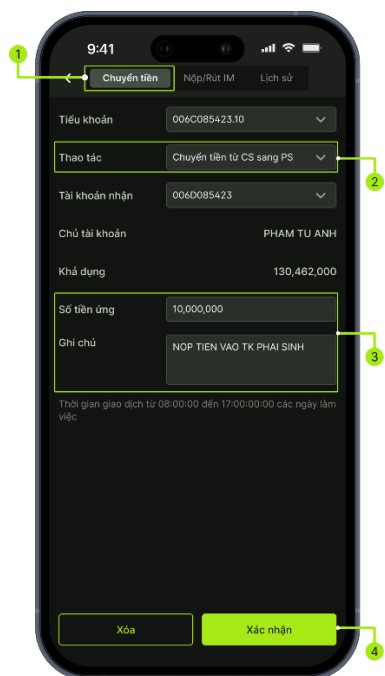 9:41
1
Chuyển tiền
Nộp/Rút IM
Lịch sử
Tiểu khoản
006C085423.10
Thao tác
Chuyển tiền từ CS sang PS
2
Tài khoản nhận
006D085423
Chủ tài khoản
PHAM TU ANH
Khả dụng
130,462,000
Số tiền ứng
10,000,000
Ghi chú
NOP TIEN VAO TK PHAI SINH
3
Thời gian giao dịch từ 08:00:00 đến 17:00:00:00 các ngày làm
việc
Xóa
Xác nhận
4